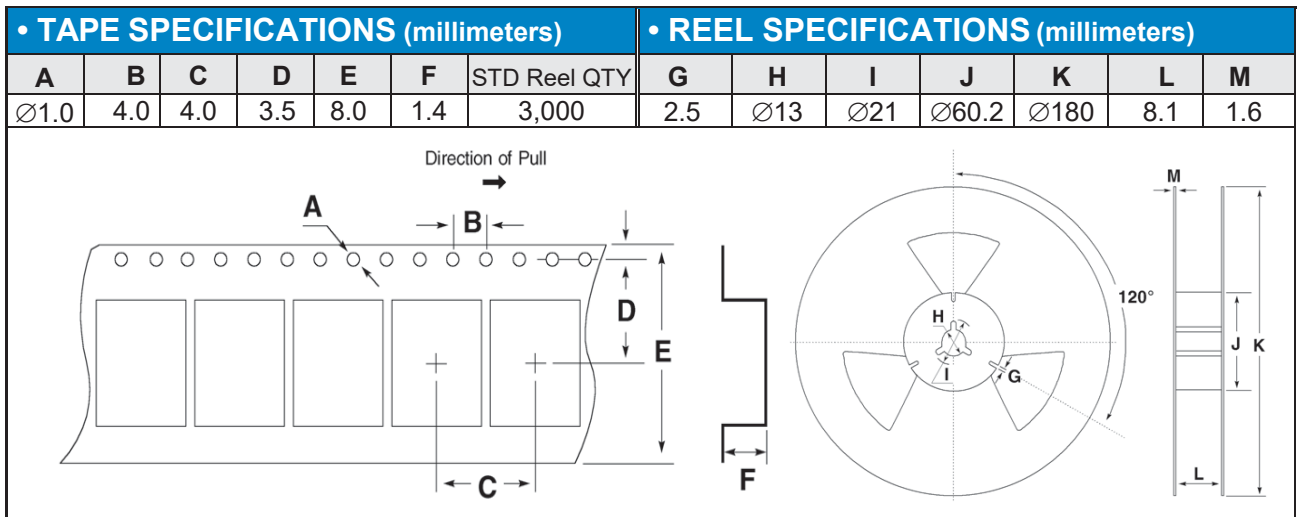 • TAPE SPECIFICATIONS (millimeters) • REEL SPECIFICATIONS (millimeters)
A B C D E F STD Reel QTY G H I J K L M
∅1.0 4.0 4.0 3.5 8.0 1.4 3,000 2.5 ∅13 ∅21 ∅60.2 ∅180 8.1 1.6
Direction of Pull
A
B
D
E
C
F
H
I
G
120°
M
J
K
L